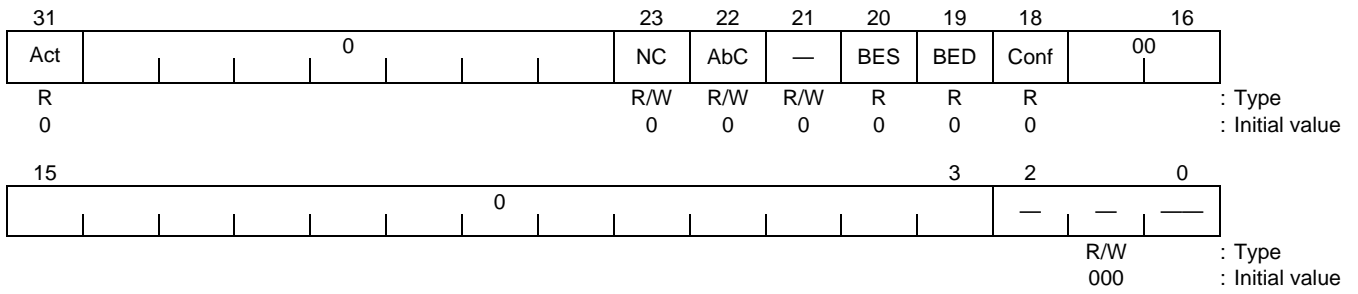 31 23 22 21 20 19 18 16
Act 0 NC AbC — BES BED Conf 00
R R/W R/W R/W R R R : Type
0 0 0 0 0 0 0 : Initial value
15 3 2 0
0 — — ——
R/W : Type
000 : Initial value